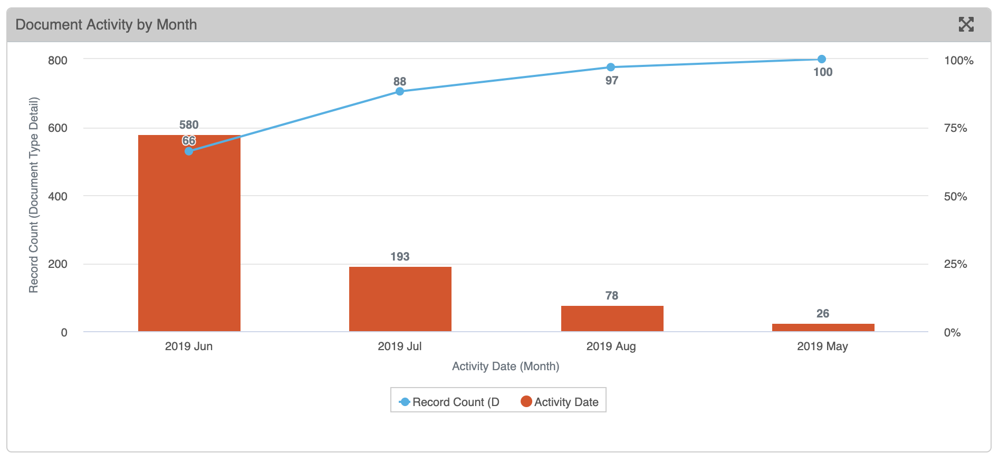 Document Activity by Month
800
600
400
200
0
Record Count (Document Type Detail)
100%
75%
50%
25%
0%
580
66
88
193
97
78
100
26
2019 Jun
2019 Jul
2019 Aug
2019 May
Activity Date (Month)
Record Count (D
Activity Date